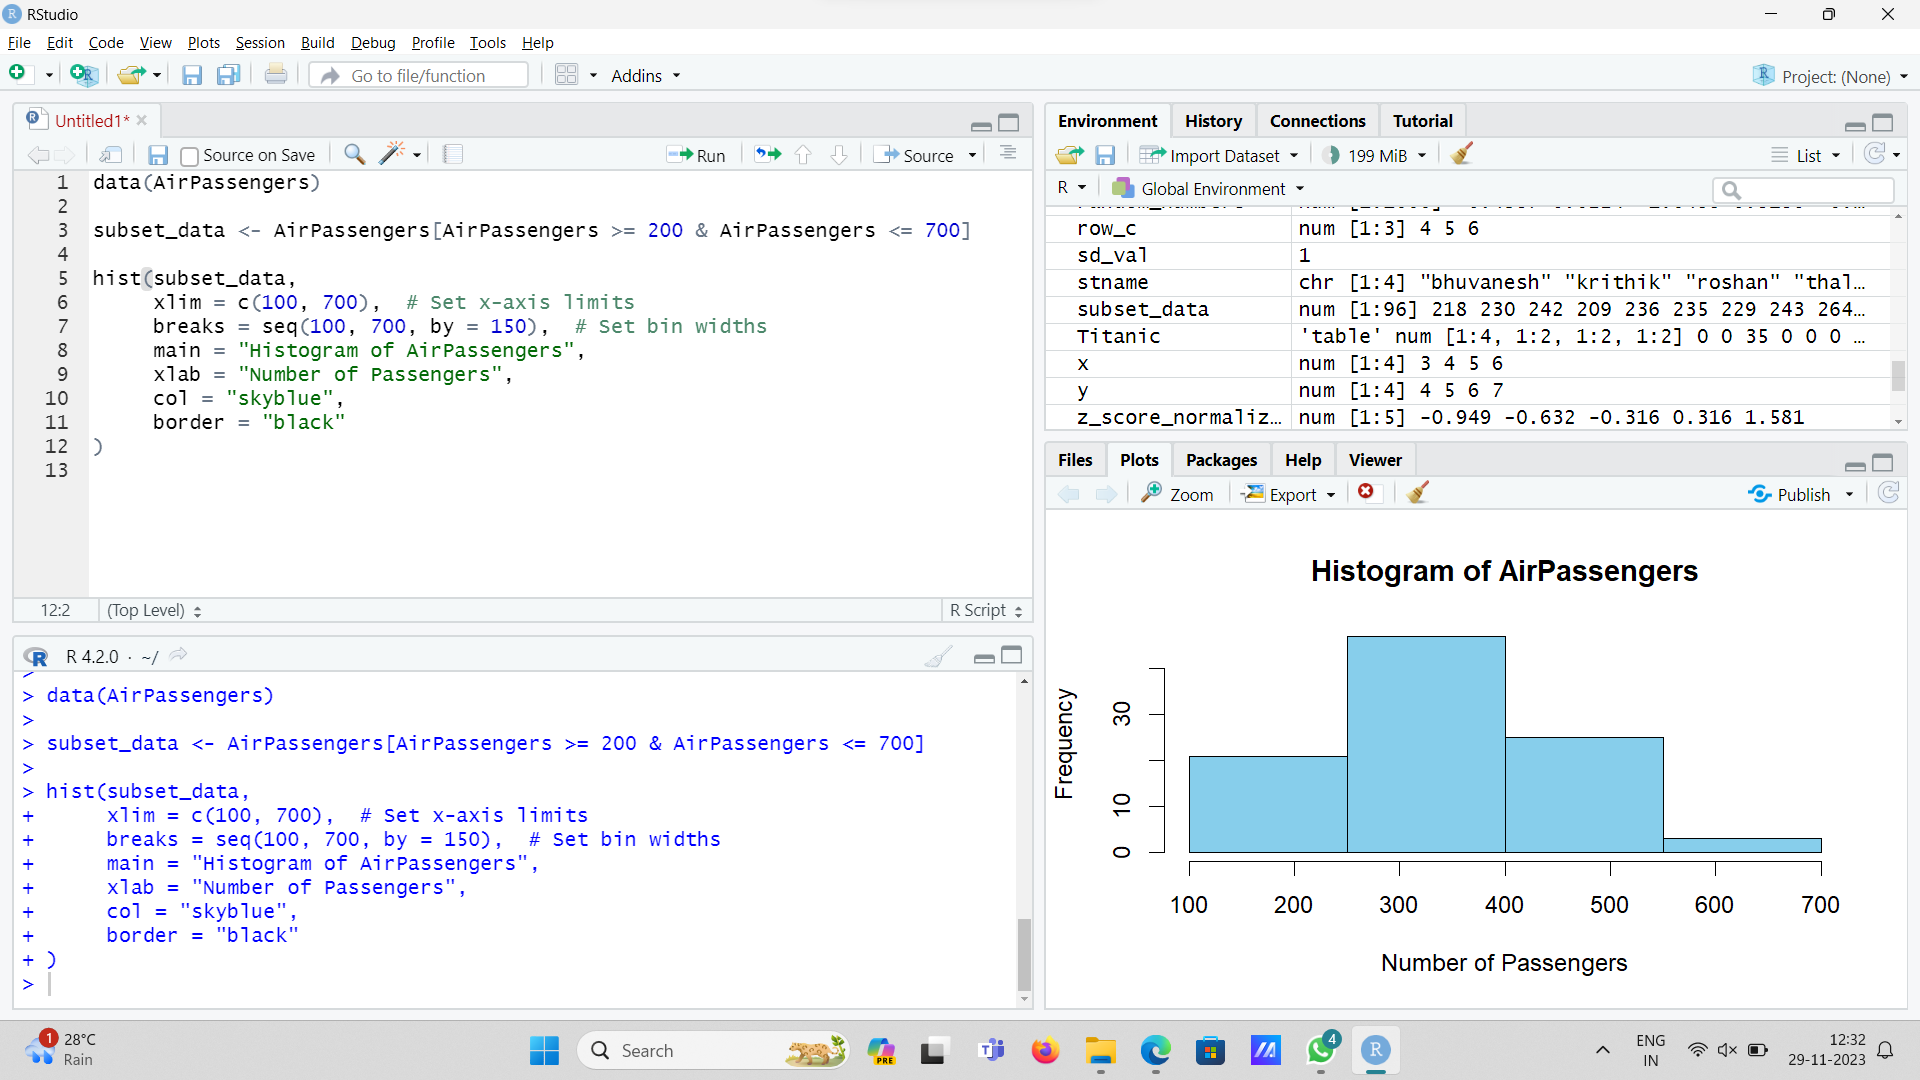 RStudio
File Edit Code View Plots Session Build Debug Profile Tools Help
Go to file/function Addins Project: (None)
Untitled1*
Source on Save Run Source
1 data(AirPassengers)
2
3 subset_data <- AirPassengers[AirPassengers >= 200 & AirPassengers <= 700]
4
5 hist(subset_data,
6 xlim = c(100, 700), # Set x-axis limits
7 breaks = seq(100, 700, by = 150), # Set bin widths
8 main = "Histogram of AirPassengers",
9 xlab = "Number of Passengers",
10 col = "skyblue",
11 border = "black"
12 )
13
12:2 (Top Level) R Script
R 4.2.0 · ~/
>
> data(AirPassengers)
>
> subset_data <- AirPassengers[AirPassengers >= 200 & AirPassengers <= 700]
>
> hist(subset_data,
+ xlim = c(100, 700), # Set x-axis limits
+ breaks = seq(100, 700, by = 150), # Set bin widths
+ main = "Histogram of AirPassengers",
+ xlab = "Number of Passengers",
+ col = "skyblue",
+ border = "black"
+ )
>
Environment History Connections Tutorial
Import Dataset 199 MiB List
R Global Environment
row_c num [1:3] 4 5 6
sd_val 1
stname chr [1:4] "bhuvanesh" "krithik" "roshan" "thal…
subset_data num [1:96] 218 230 242 209 236 235 229 243 264…
Titanic 'table' num [1:4, 1:2, 1:2, 1:2] 0 0 35 0 0 0 …
x num [1:4] 3 4 5 6
y num [1:4] 4 5 6 7
z_score_normaliz… num [1:5] -0.949 -0.632 -0.316 0.316 1.581
Files Plots Packages Help Viewer
Zoom Export Publish
Histogram of AirPassengers
Frequency
30
10
0
100 200 300 400 500 600 700
Number of Passengers
1
28°C
Rain
Search
PRE
4
ENG
IN
12:32
29-11-2023